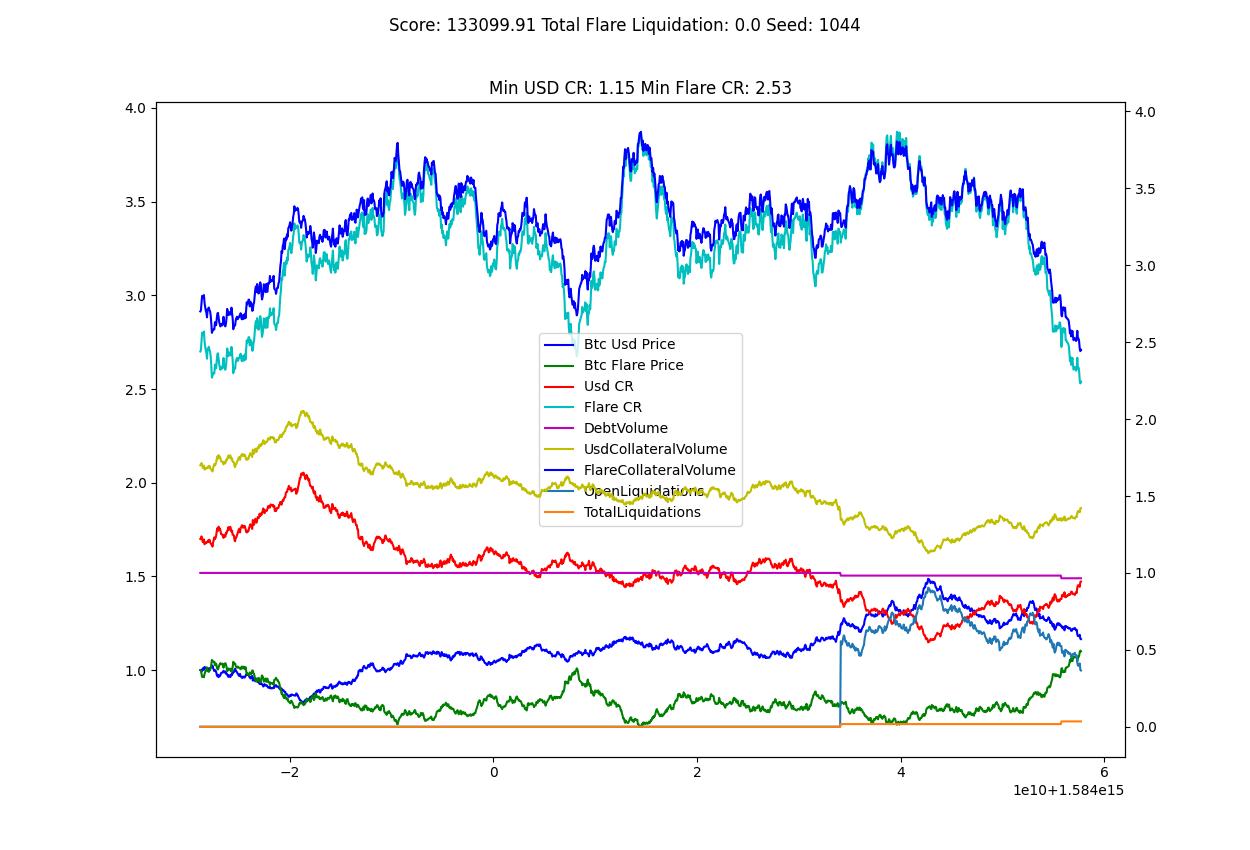 Score: 133099.91 Total Flare Liquidation: 0.0 Seed: 1044
Min USD CR: 1.15 Min Flare CR: 2.53
4.0
3.5
3.0
2.5
2.0
1.5
1.0
4.0
3.5
3.0
2.5
2.0
1.5
1.0
0.5
0.0
Btc Usd Price
Btc Flare Price
Usd CR
Flare CR
DebtVolume
UsdCollateralVolume
FlareCollateralVolume
OpenLiquidations
TotalLiquidations
−2 0 2 4 6
1e10+1.584e15